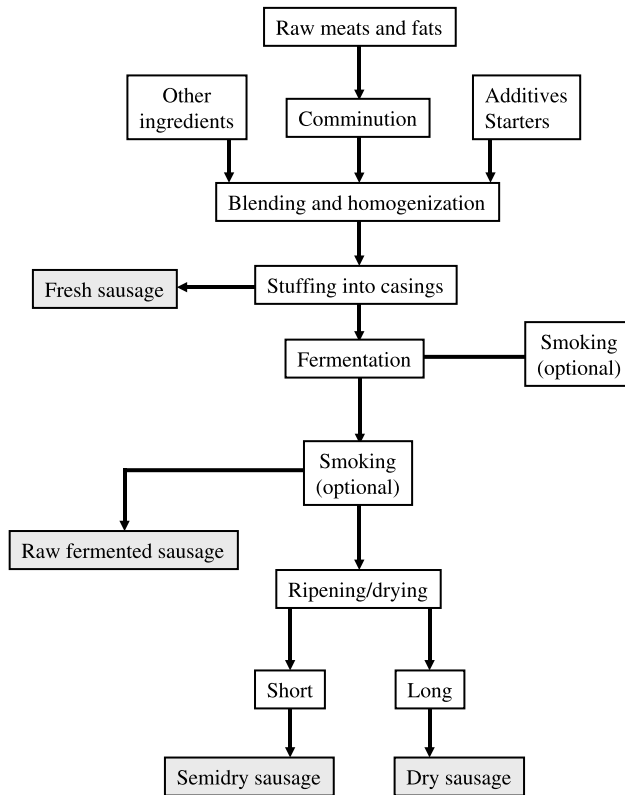 Raw meats and fats
Other
ingredients
Comminution
Additives
Starters
Blending and homogenization
Fresh sausage
Stuffing into casings
Fermentation
Smoking
(optional)
Smoking
(optional)
Raw fermented sausage
Ripening/drying
Short
Long
Semidry sausage
Dry sausage